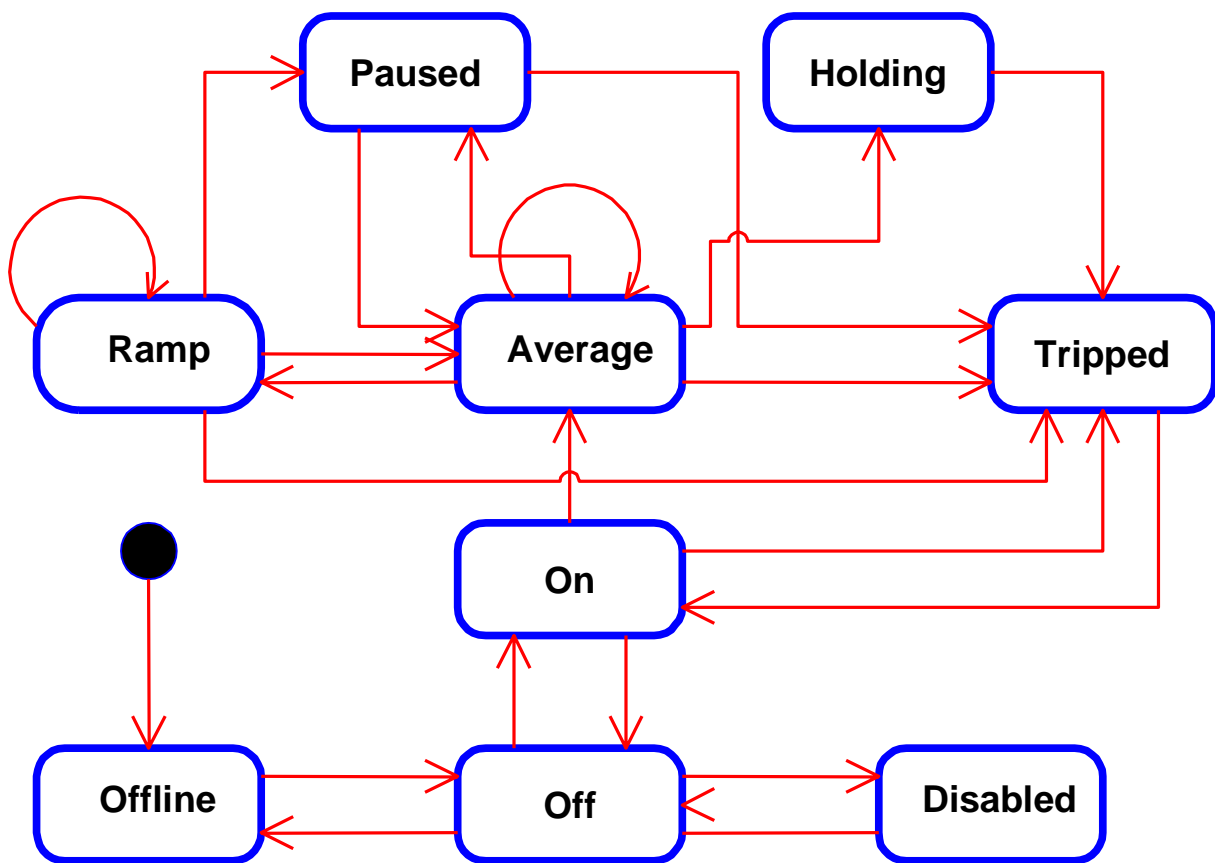 Paused
Holding
Ramp
Average
Tripped
On
Offline
Off
Disabled